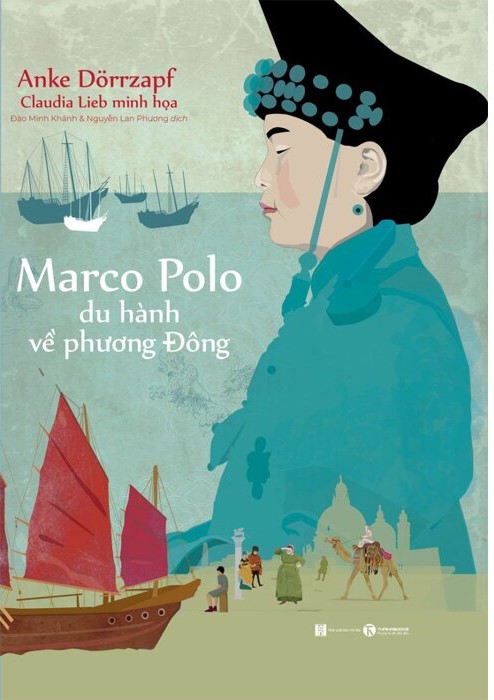 Anke Dörrzapf
Claudia Lieb minh họa
Đào Minh Khánh & Nguyễn Lan Phương dịch
Marco Polo
du hành
về phương Đông